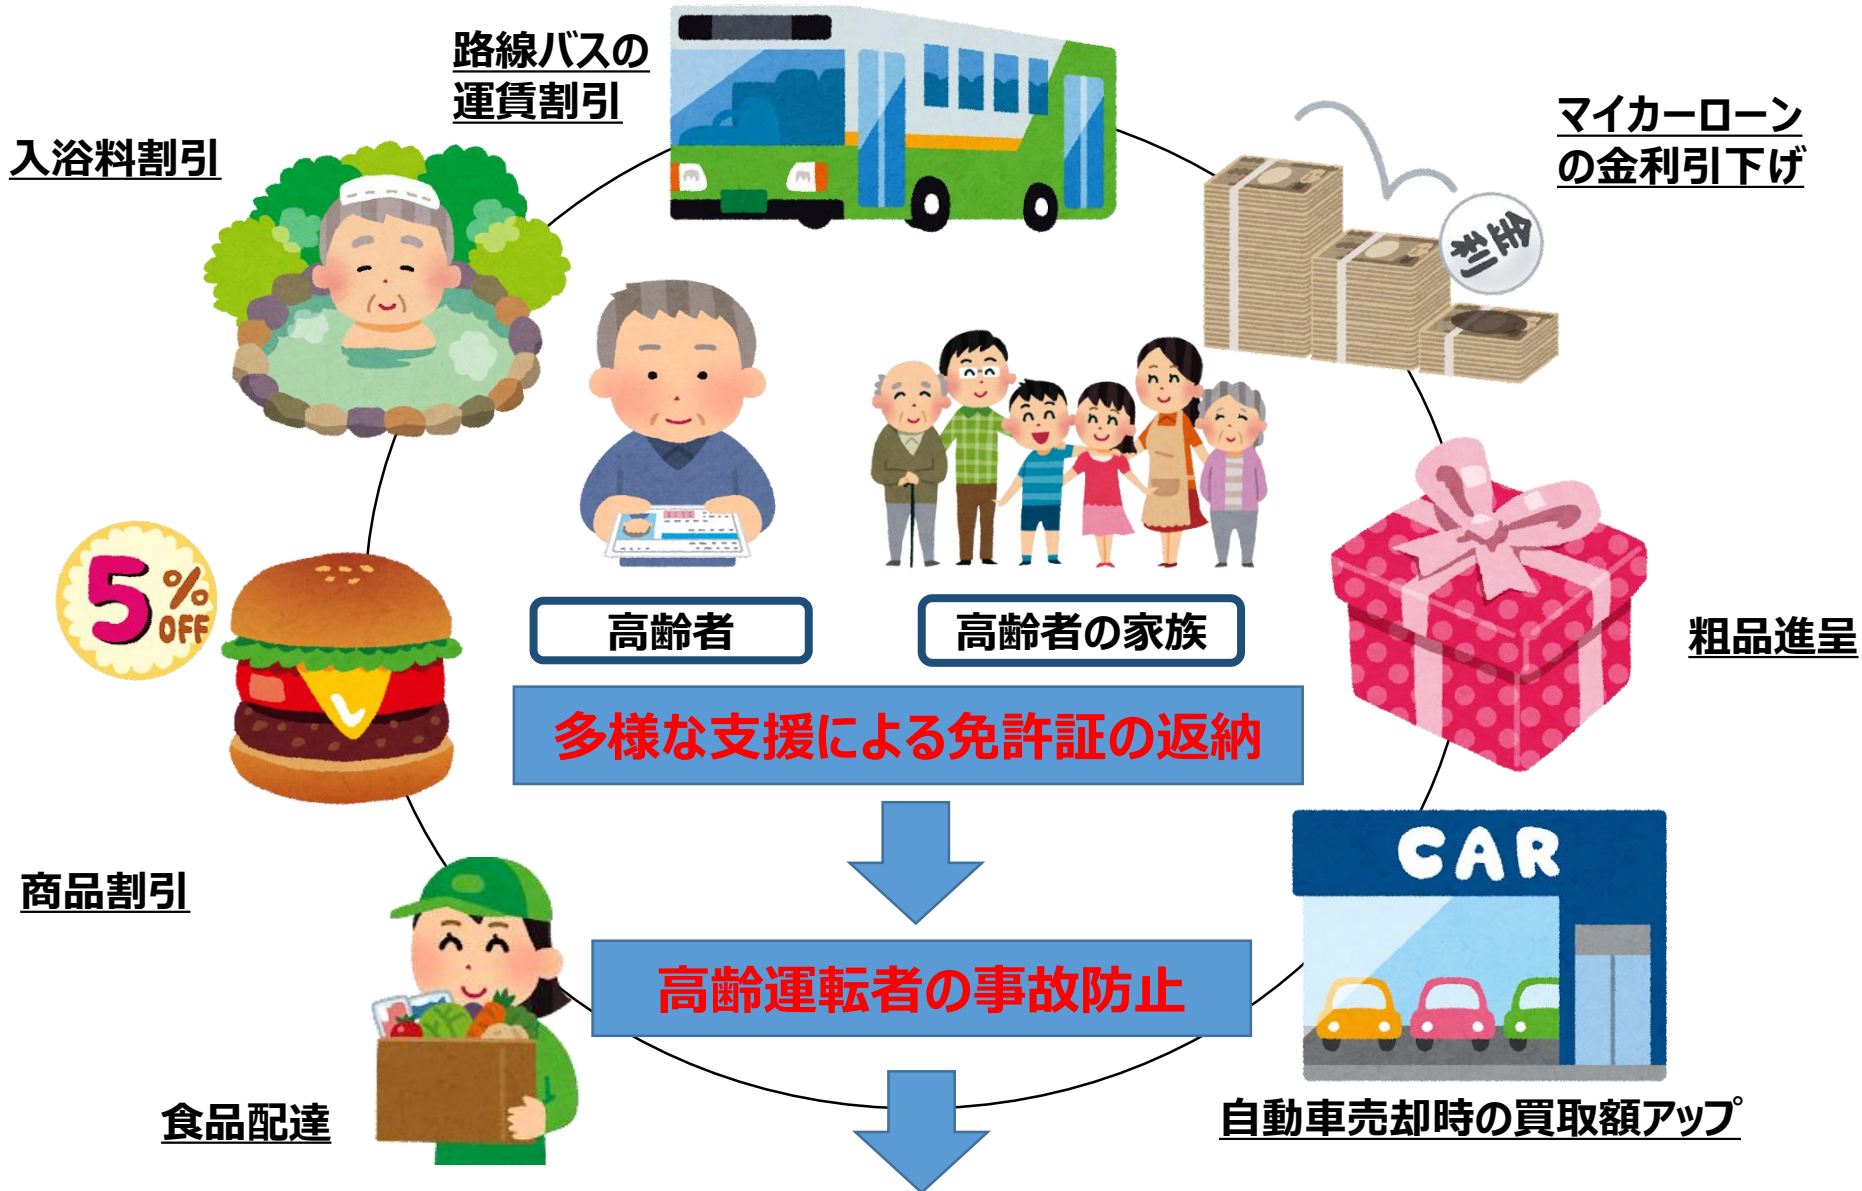 路線バスの
運賃割引
マイカーローン
の金利引下げ
入浴料割引
金利
5%
OFF
高齢者
高齢者の家族
粗品進呈
多様な支援による免許証の返納
CAR
商品割引
高齢運転者の事故防止
食品配達
自動車売却時の買取額アップ